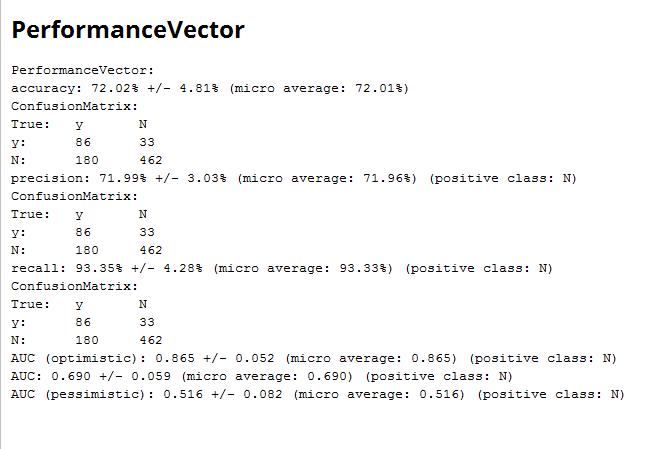 PerformanceVector
PerformanceVector:
accuracy: 72.02% +/- 4.81% (micro average: 72.01%)
ConfusionMatrix:
True: y N
y: 86 33
N: 180 462
precision: 71.99% +/- 3.03% (micro average: 71.96%) (positive class: N)
ConfusionMatrix:
True: y N
y: 86 33
N: 180 462
recall: 93.35% +/- 4.28% (micro average: 93.33%) (positive class: N)
ConfusionMatrix:
True: y N
y: 86 33
N: 180 462
AUC (optimistic): 0.865 +/- 0.052 (micro average: 0.865) (positive class: N)
AUC: 0.690 +/- 0.059 (micro average: 0.690) (positive class: N)
AUC (pessimistic): 0.516 +/- 0.082 (micro average: 0.516) (positive class: N)